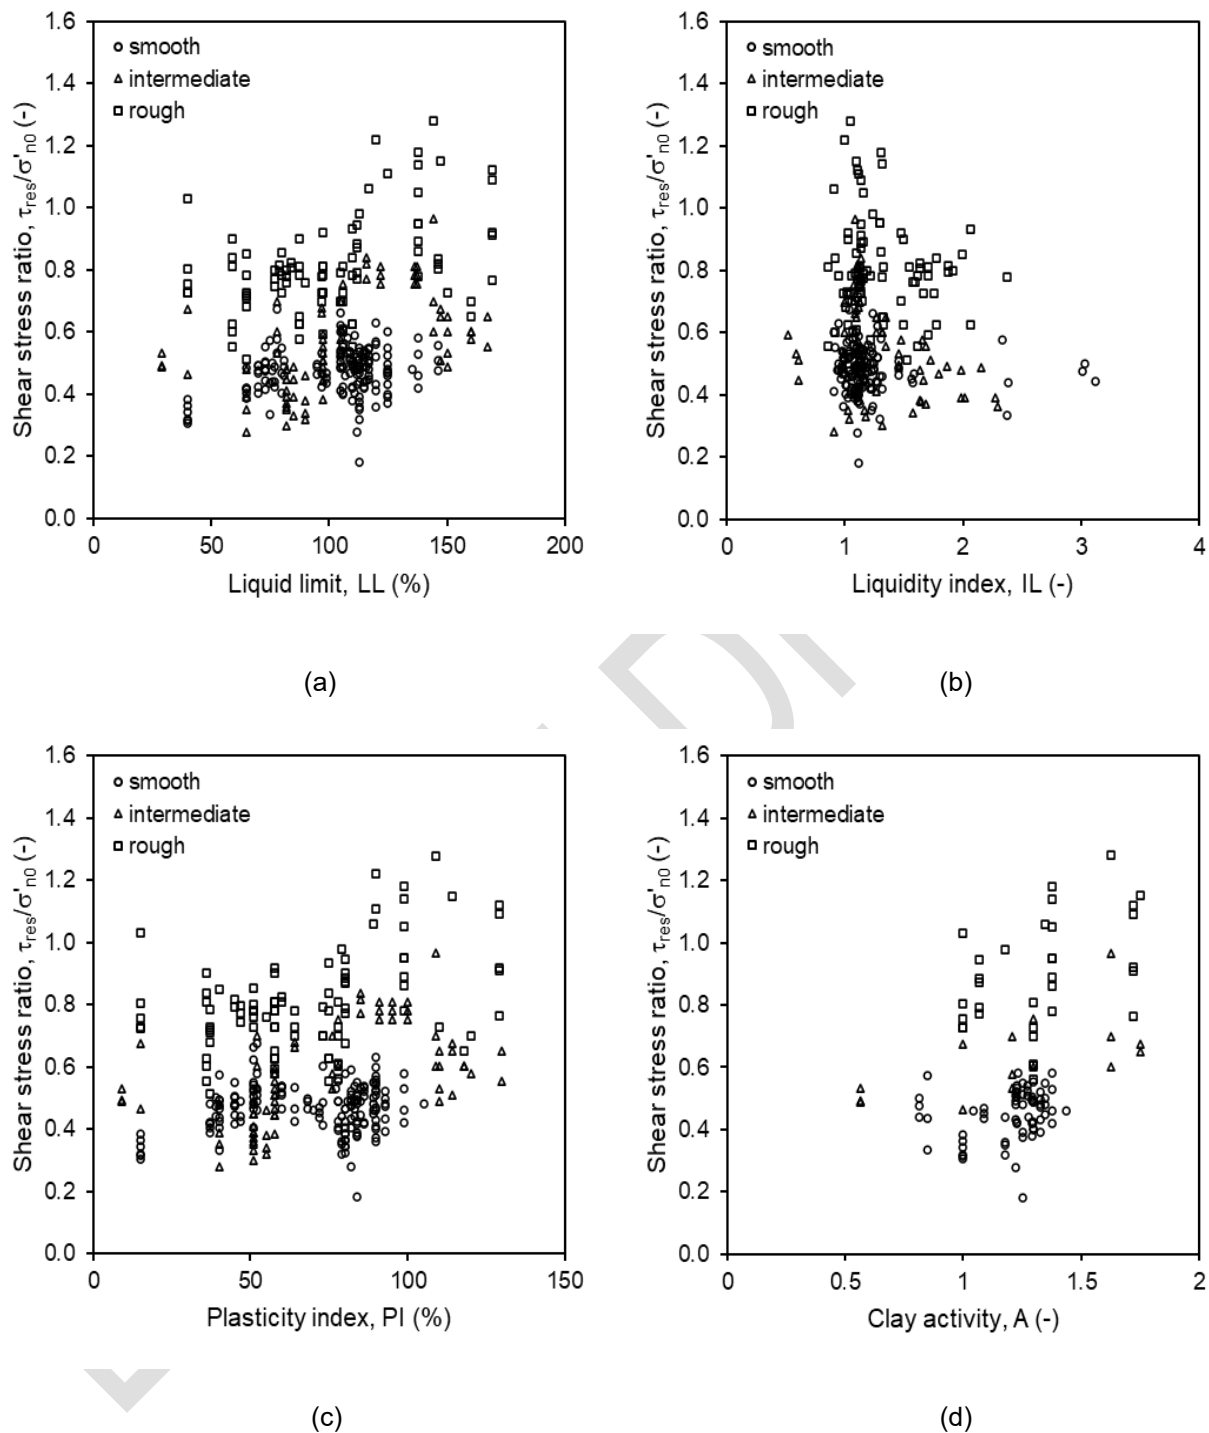 1.6
1.4
1.2
1.0
0.8
0.6
0.4
0.2
0.0
Shear stress ratio, τres/σ'n0 (-)
smooth
intermediate
rough
0 50 100 150 200
Liquid limit, LL (%)
(a)
1.6
1.4
1.2
1.0
0.8
0.6
0.4
0.2
0.0
Shear stress ratio, τres/σ'n0 (-)
smooth
intermediate
rough
0 1 2 3 4
Liquidity index, IL (-)
(b)
1.6
1.4
1.2
1.0
0.8
0.6
0.4
0.2
0.0
Shear stress ratio, τres/σ'n0 (-)
smooth
intermediate
rough
0 50 100 150
Plasticity index, PI (%)
(c)
1.6
1.4
1.2
1.0
0.8
0.6
0.4
0.2
0.0
Shear stress ratio, τres/σ'n0 (-)
smooth
intermediate
rough
0 0.5 1 1.5 2
Clay activity, A (-)
(d)